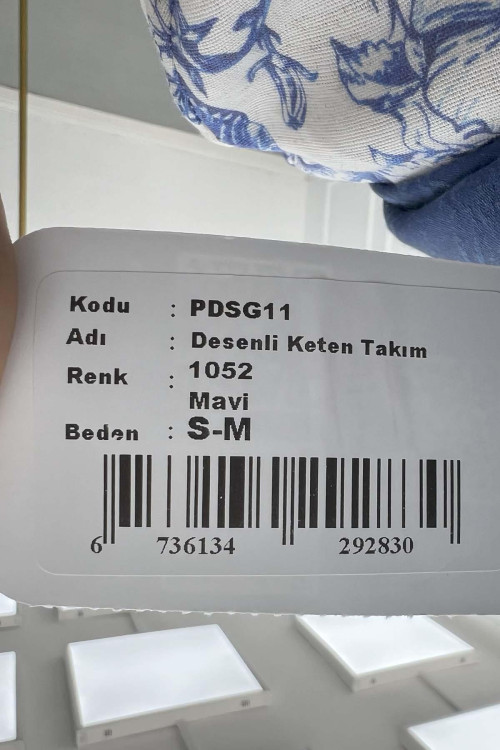 Kodu : PDSG11
Adı : Desenli Keten Takım
Renk : 1052
Mavi
Beden : S-M
6 736134 292830